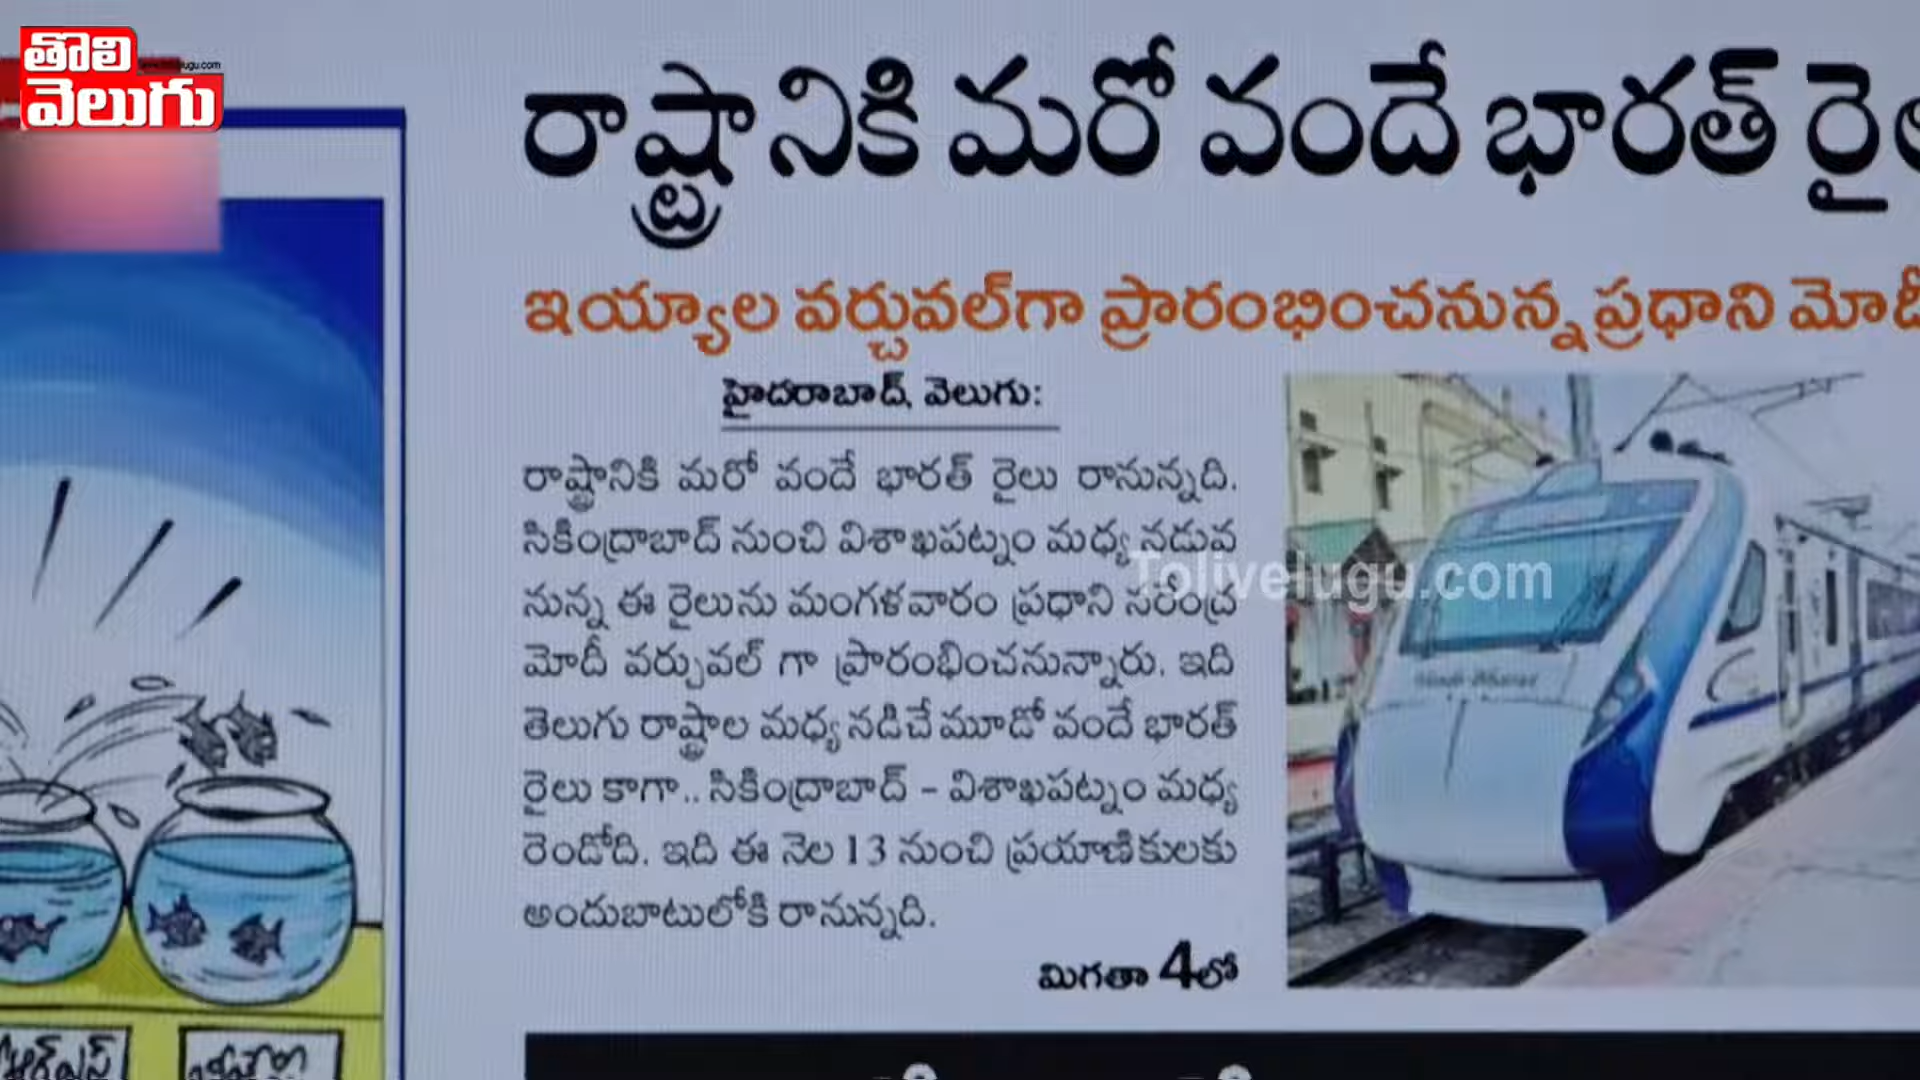 తొలి
వెలుగు
రాష్ట్రానికి మరో వందే భారత్
ఇయ్యాల వర్చువల్‌గా ప్రారంభించనున్న ప్రధాని మోదీ
హైదరాబాద్, వెలుగు:
రాష్ట్రానికి మరో వందే భారత్ రైలు రానున్నది.
సికింద్రాబాద్ నుంచి విశాఖపట్నం మధ్య నడువ
నున్న ఈ రైలును మంగళవారం ప్రధాని నరేంద్ర
మోదీ వర్చువల్ గా ప్రారంభించనున్నారు. ఇది
తెలుగు రాష్ట్రాల మధ్య నడిచే మూడో వందే భారత్
రైలు కాగా.. సికింద్రాబాద్ – విశాఖపట్నం మధ్య
రెండోది. ఇది ఈ నెల 13 నుంచి ప్రయాణికులకు
అందుబాటులోకి రానున్నది.
మిగతా 4లో
Tolivelugu.com